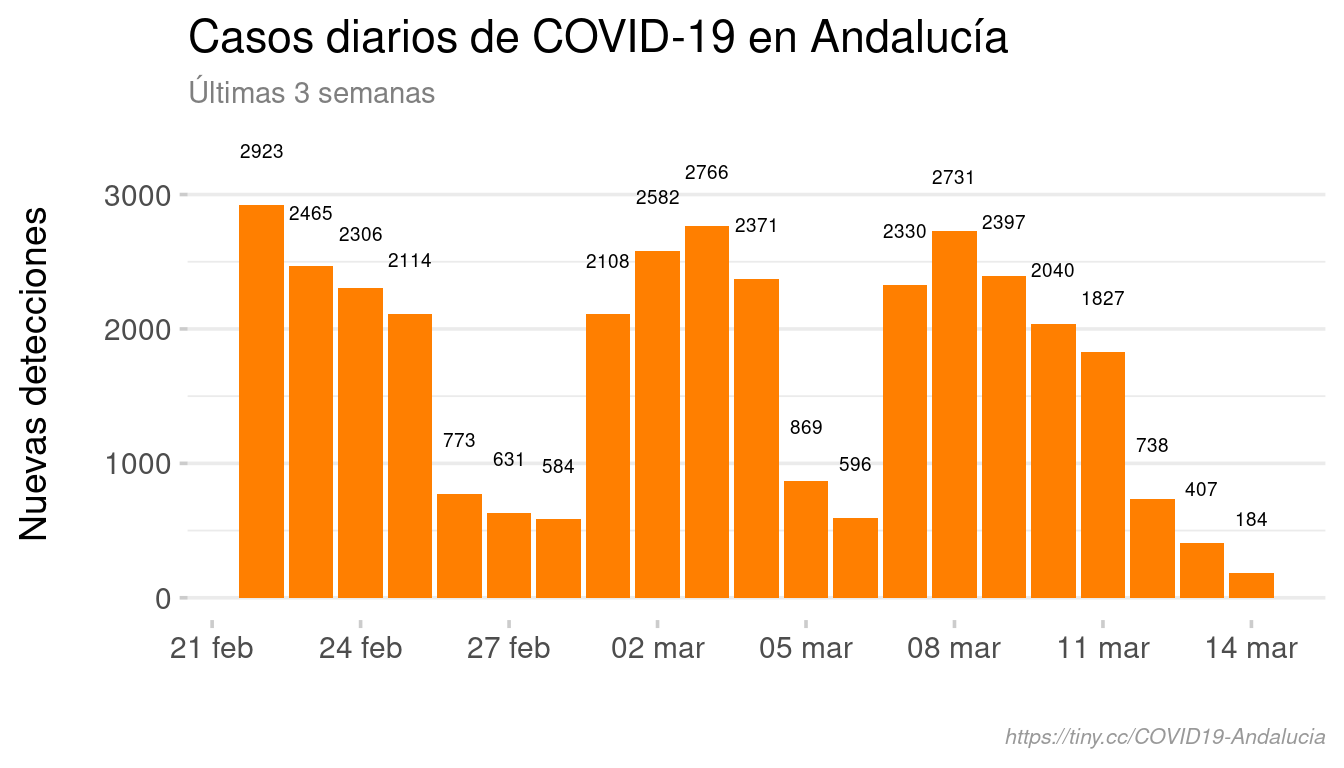 Casos diarios de COVID-19 en Andalucía
Últimas 3 semanas
Nuevas detecciones
3000
2000
1000
0
2923
2465
2306
2114
773
631
584
2108
2582
2766
2371
869
596
2330
2731
2397
2040
1827
738
407
184
21 feb
24 feb
27 feb
02 mar
05 mar
08 mar
11 mar
14 mar
https://tiny.cc/COVID19-Andalucia